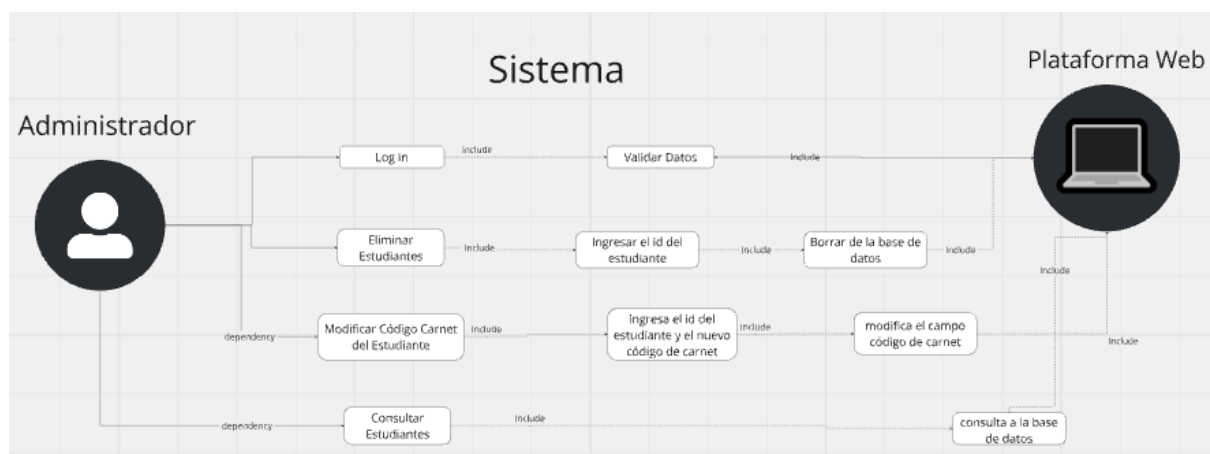 Sistema
Plataforma Web
Administrador
Log in
Include
Validar Datos
Include
Eliminar
Estudiantes
Include
Ingresar el id del
estudiante
Include
Borrar de la base de
datos
Include
Include
dependency
Modificar Código Carnet
del Estudiante
Include
ingresa el id del
estudiante y el nuevo
código de carnet
Include
modifica el campo
código de carnet
Include
dependency
Consultar
Estudiantes
Include
consulta a la base
de datos